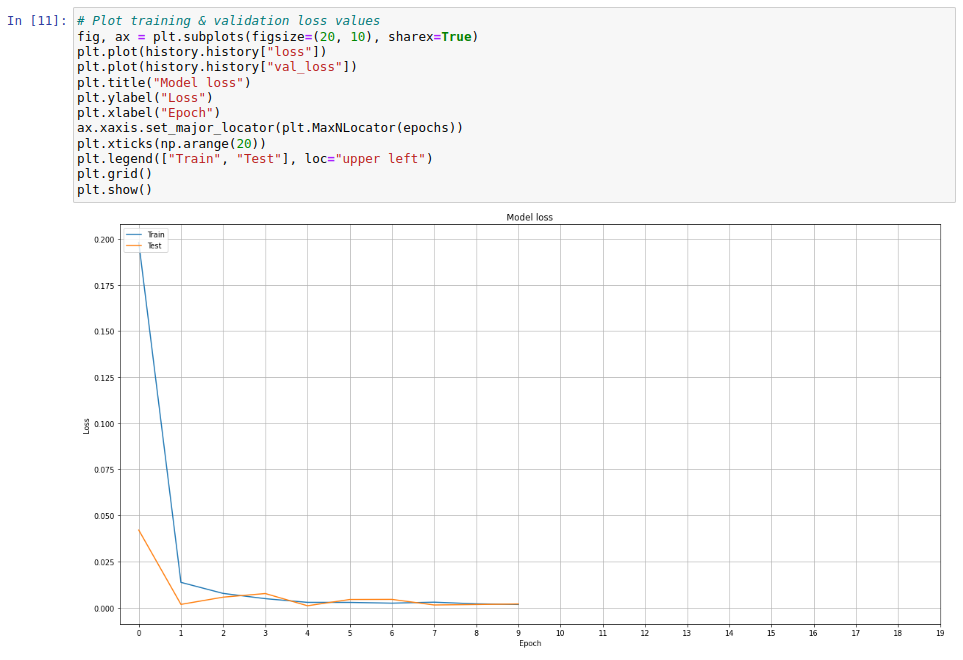 In [11]: # Plot training & validation loss values
fig, ax = plt.subplots(figsize=(20, 10), sharex=True)
plt.plot(history.history["loss"])
plt.plot(history.history["val_loss"])
plt.title("Model loss")
plt.ylabel("Loss")
plt.xlabel("Epoch")
ax.xaxis.set_major_locator(plt.MaxNLocator(epochs))
plt.xticks(np.arange(20))
plt.legend(["Train", "Test"], loc="upper left")
plt.grid()
plt.show()
Model loss
Train
Test
0.200
0.175
0.150
0.125
0.100
0.075
0.050
0.025
0.000
Loss
0 1 2 3 4 5 6 7 8 9 10 11 12 13 14 15 16 17 18 19
Epoch